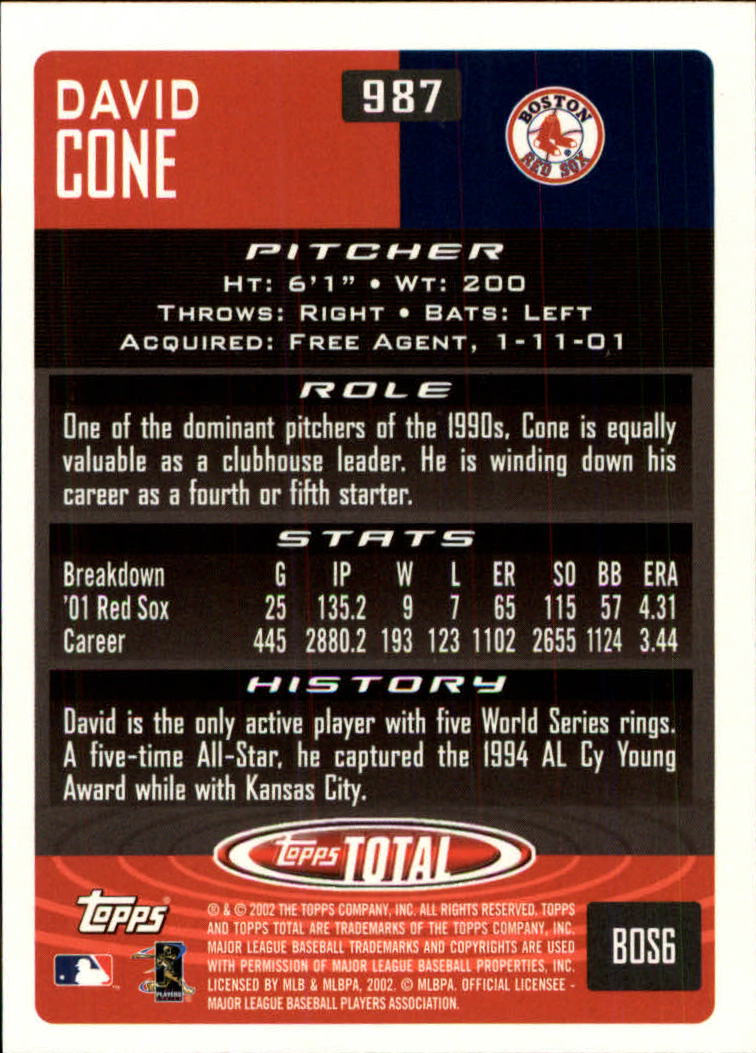 DAVID
CONE
987
BOSTON
RED SOX
PITCHER
HT: 6'1" • WT: 200
THROWS: RIGHT • BATS: LEFT
ACQUIRED: FREE AGENT, 1-11-01
ROLE
One of the dominant pitchers of the 1990s, Cone is equally
valuable as a clubhouse leader. He is winding down his
career as a fourth or fifth starter.
STATS
Breakdown G IP W L ER SO BB ERA
'01 Red Sox 25 135.2 9 7 65 115 57 4.31
Career 445 2880.2 193 123 1102 2655 1124 3.44
HISTORY
David is the only active player with five World Series rings.
A five-time All-Star, he captured the 1994 AL Cy Young
Award while with Kansas City.
Topps TOTAL
Topps
® & © 2002 THE TOPPS COMPANY, INC. ALL RIGHTS RESERVED. TOPPS
AND TOPPS TOTAL ARE TRADEMARKS OF THE TOPPS COMPANY, INC.
MAJOR LEAGUE BASEBALL TRADEMARKS AND COPYRIGHTS ARE USED
WITH PERMISSION OF MAJOR LEAGUE BASEBALL PROPERTIES, INC.
LICENSED BY MLB & MLBPA, 2002. © MLBPA. OFFICIAL LICENSEE -
MAJOR LEAGUE BASEBALL PLAYERS ASSOCIATION.
PLAYERS
BOS6